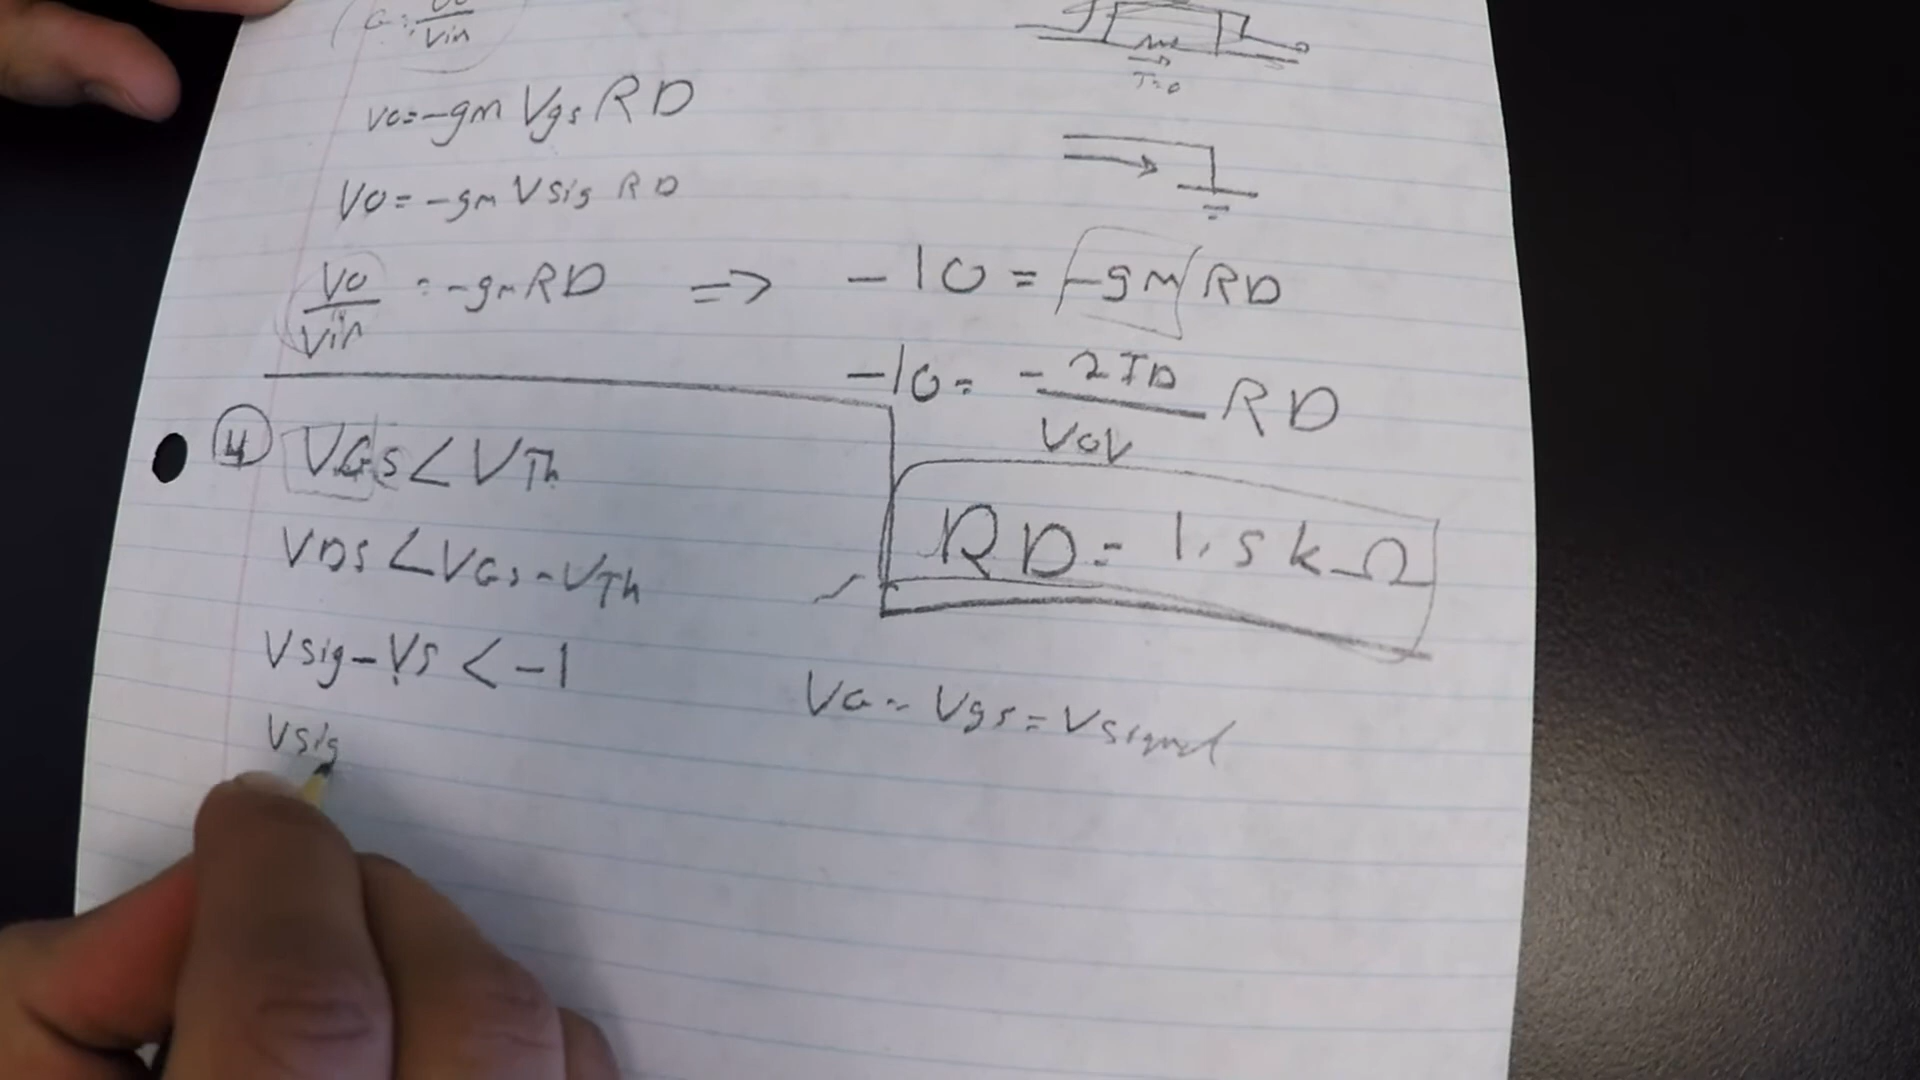 Vin
vo=-gm Vgs RD
VO= -gm Vsig RD
VO/Vin = -gm RD => -10 = -gm RD
-10= - 2ID/VOV RD
4 VGS < VTh
VDS < VGS - VTh
RD = 1.5 kΩ
Vsig - VS < -1
VG = Vgs = Vsignal
Vsig